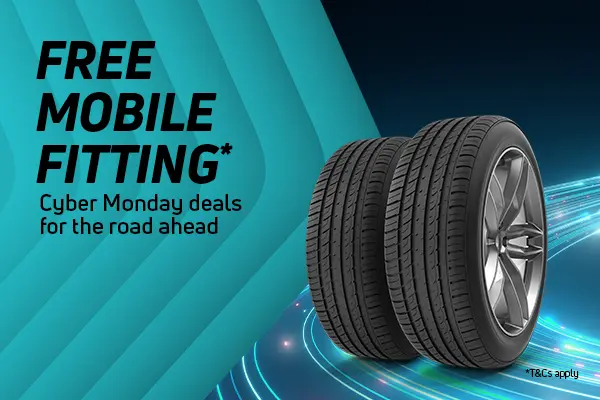 FREE
MOBILE
FITTING*
Cyber Monday deals
for the road ahead
*T&Cs apply